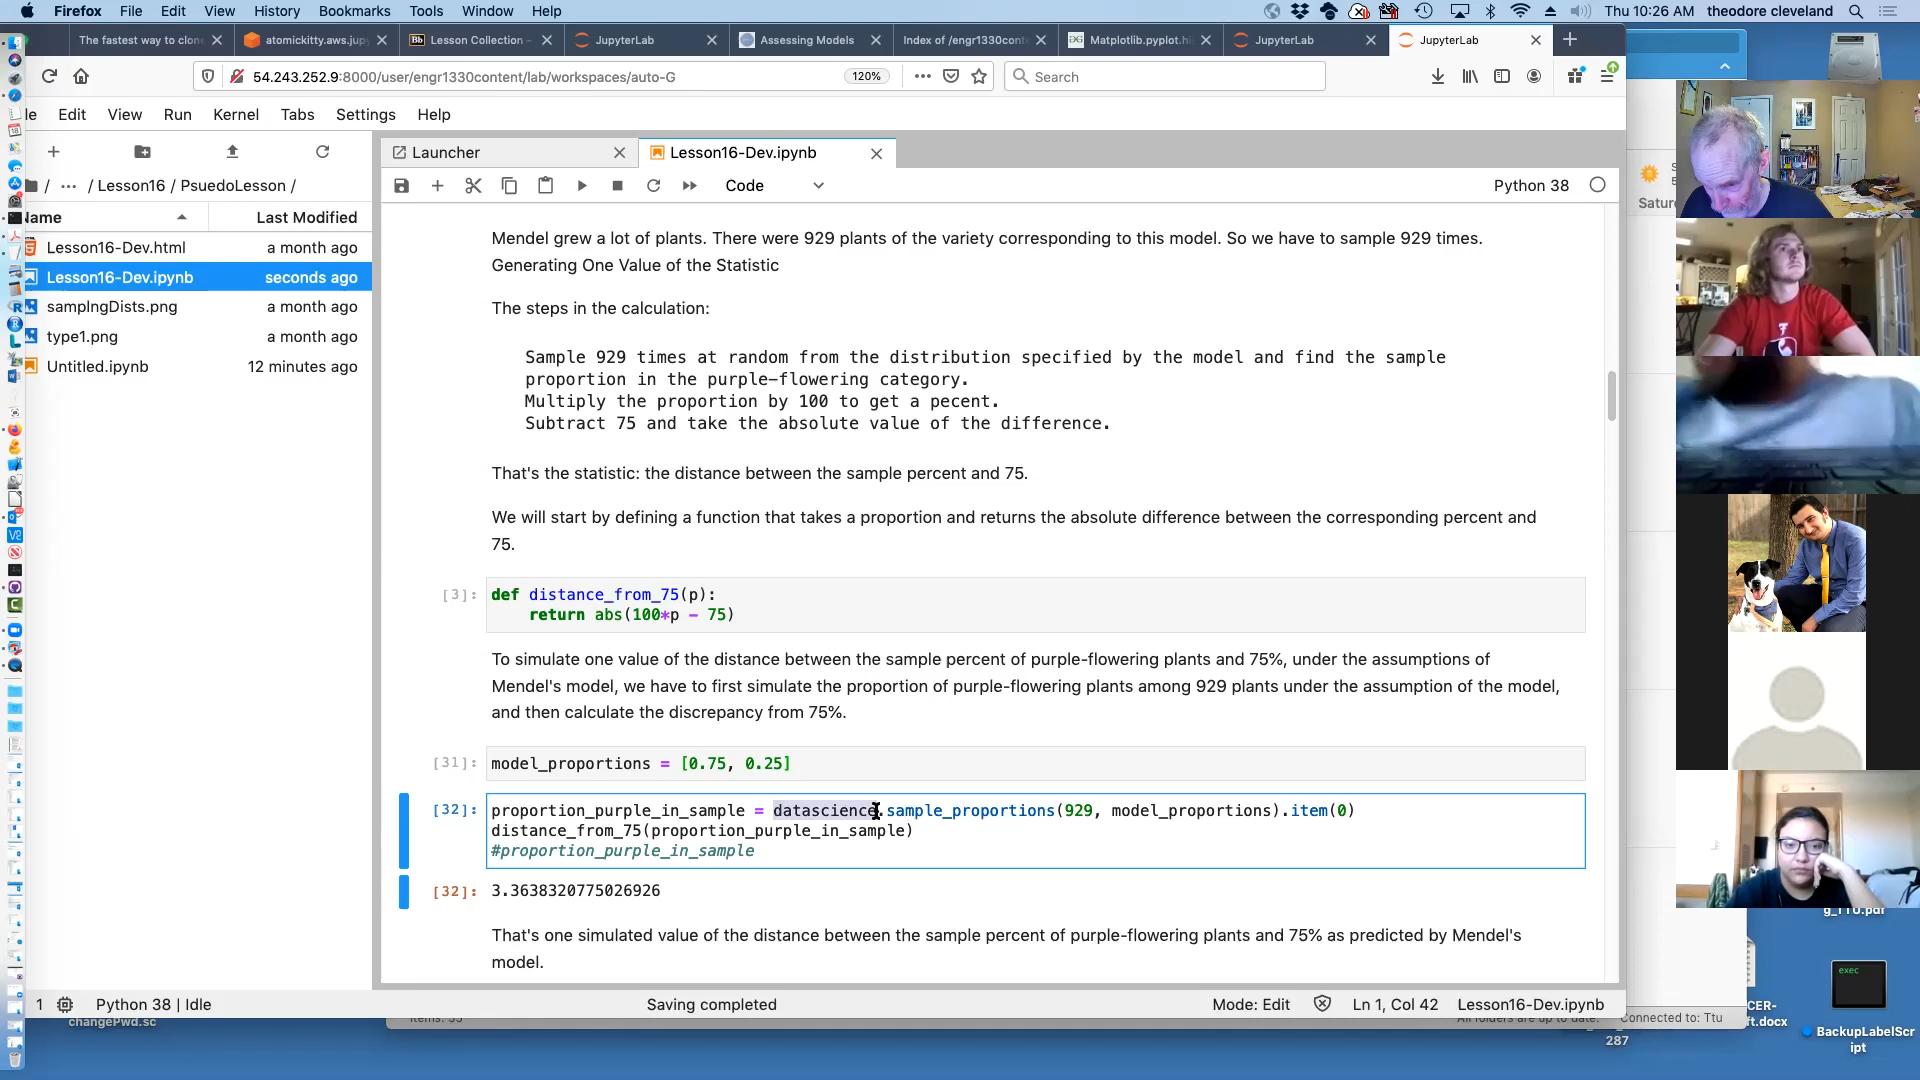 Firefox File Edit View History Bookmarks Tools Window Help Thu 10:26 AM theodore cleveland
The fastest way to clon
atomickitty.aws.jup
Lesson Collection –
JupyterLab
Assessing Models
Index of /engr1330cont
Matplotlib.pyplot.hi
JupyterLab
JupyterLab
54.243.252.9:8000/user/engr1330content/lab/workspaces/auto-G 120% Search
le Edit View Run Kernel Tabs Settings Help
Launcher
Lesson16-Dev.ipynb
/ ··· / Lesson16 / PsuedoLesson /
Code
Python 38
Name Last Modified
Lesson16-Dev.html a month ago
Lesson16-Dev.ipynb seconds ago
samplngDists.png a month ago
type1.png a month ago
Untitled.ipynb 12 minutes ago
Mendel grew a lot of plants. There were 929 plants of the variety corresponding to this model. So we have to sample 929 times.
Generating One Value of the Statistic
The steps in the calculation:
Sample 929 times at random from the distribution specified by the model and find the sample
proportion in the purple-flowering category.
Multiply the proportion by 100 to get a pecent.
Subtract 75 and take the absolute value of the difference.
That's the statistic: the distance between the sample percent and 75.
We will start by defining a function that takes a proportion and returns the absolute difference between the corresponding percent and
75.
[3]: def distance_from_75(p):
return abs(100*p - 75)
To simulate one value of the distance between the sample percent of purple-flowering plants and 75%, under the assumptions of
Mendel's model, we have to first simulate the proportion of purple-flowering plants among 929 plants under the assumption of the model,
and then calculate the discrepancy from 75%.
[31]: model_proportions = [0.75, 0.25]
[32]: proportion_purple_in_sample = datascience.sample_proportions(929, model_proportions).item(0)
distance_from_75(proportion_purple_in_sample)
#proportion_purple_in_sample
[32]: 3.3638320775026926
That's one simulated value of the distance between the sample percent of purple-flowering plants and 75% as predicted by Mendel's
model.
1 Python 38 | Idle Saving completed Mode: Edit Ln 1, Col 42 Lesson16-Dev.ipynb
changePwd.sc
Connected to: Ttu
287
Satur
g_TTU.pdf
exec
CER-
ft.docx
BackupLabelScr
ipt